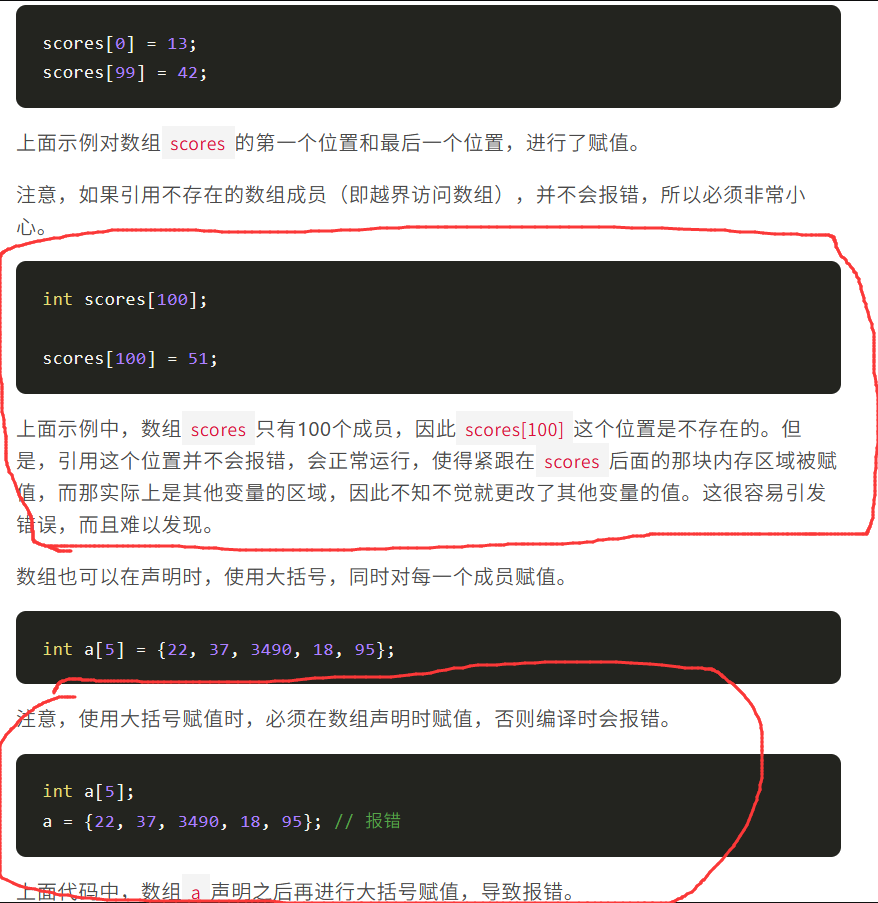 scores[0] = 13;
scores[99] = 42;
上面示例对数组 scores 的第一个位置和最后一个位置，进行了赋值。
注意，如果引用不存在的数组成员（即越界访问数组），并不会报错，所以必须非常小
心。
int scores[100];
scores[100] = 51;
上面示例中，数组 scores 只有100个成员，因此 scores[100] 这个位置是不存在的。但
是，引用这个位置并不会报错，会正常运行，使得紧跟在 scores 后面的那块内存区域被赋
值，而那实际上是其他变量的区域，因此不知不觉就更改了其他变量的值。这很容易引发
错误，而且难以发现。
数组也可以在声明时，使用大括号，同时对每一个成员赋值。
int a[5] = {22, 37, 3490, 18, 95};
注意，使用大括号赋值时，必须在数组声明时赋值，否则编译时会报错。
int a[5];
a = {22, 37, 3490, 18, 95}; // 报错
上面代码中，数组 a 声明之后再进行大括号赋值，导致报错。